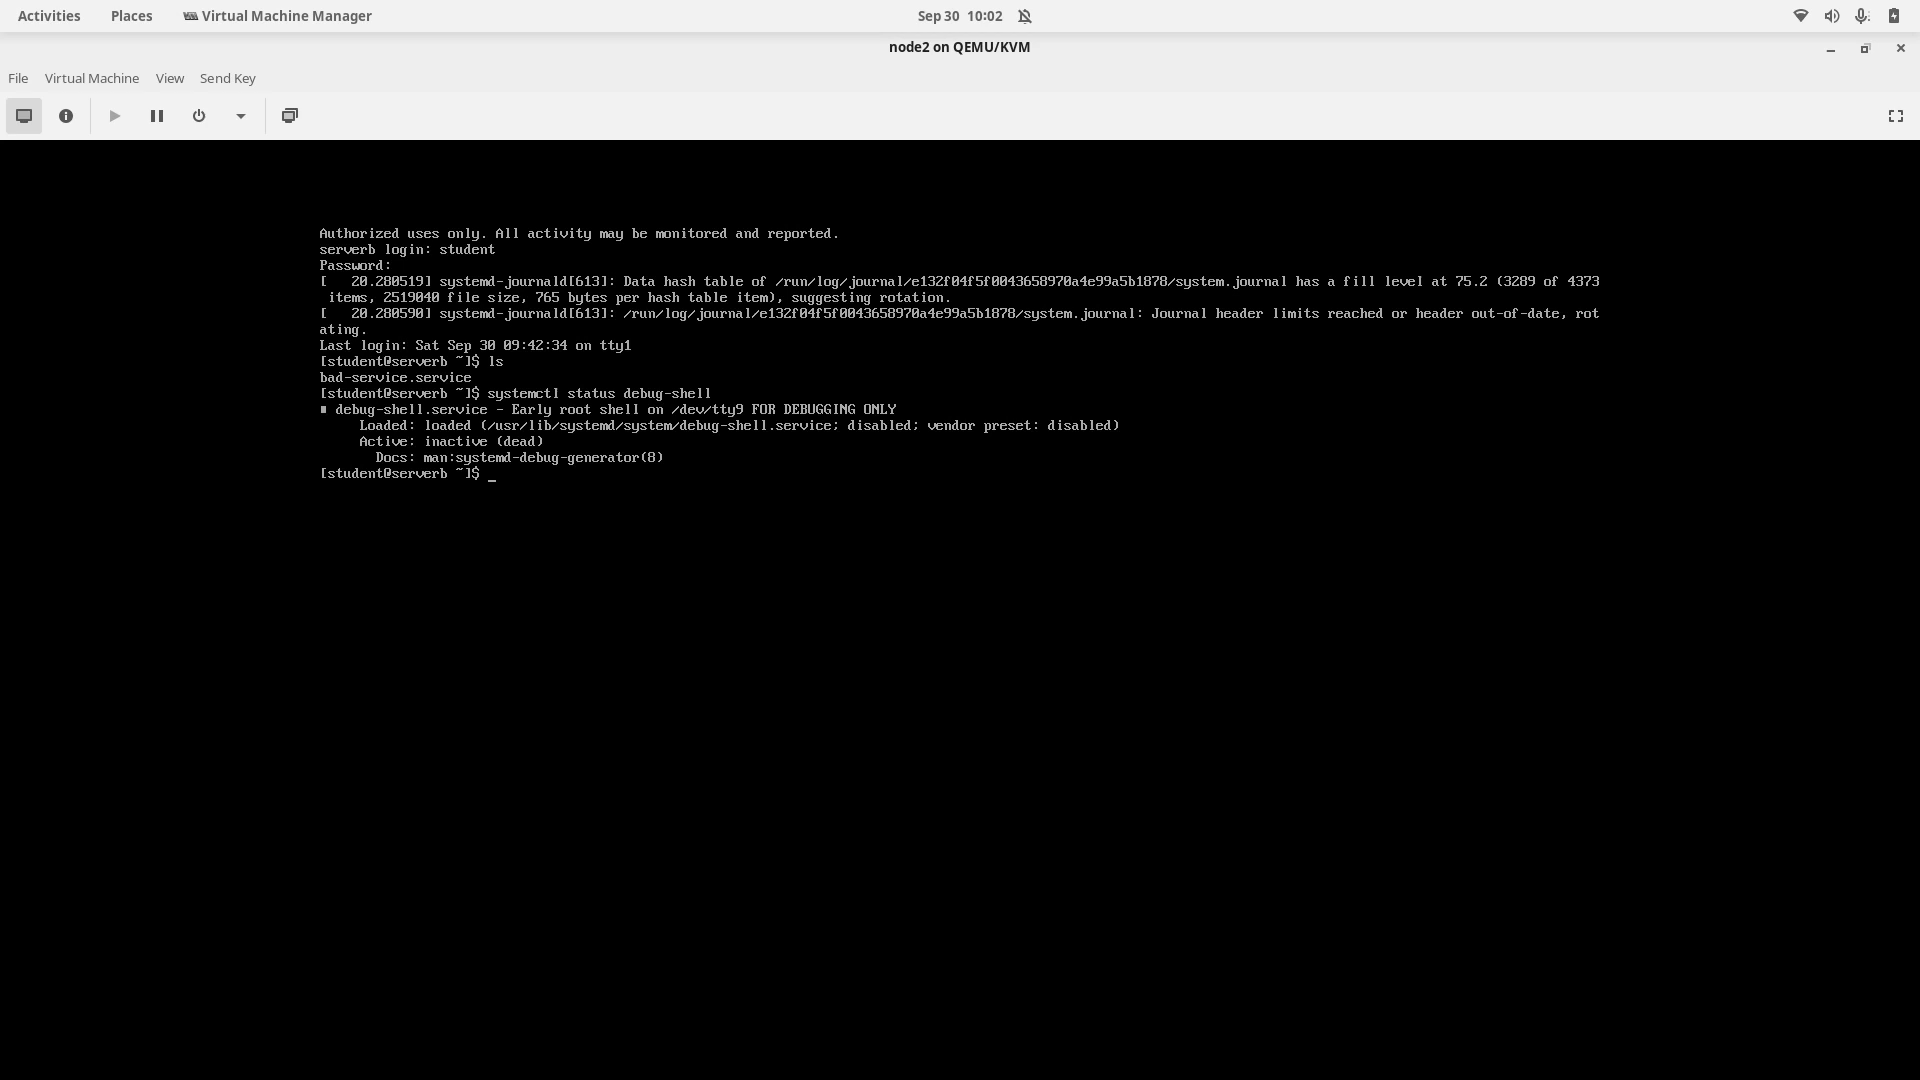 Activities Places Virtual Machine Manager Sep 30 10:02
node2 on QEMU/KVM
File Virtual Machine View Send Key
Authorized uses only. All activity may be monitored and reported.
serverb login: student
Password:
[   20.280519] systemd-journald[613]: Data hash table of /run/log/journal/e132f04f5f0043658970a4e99a5b1878/system.journal has a fill level at 75.2 (3289 of 4373
 items, 2519040 file size, 765 bytes per hash table item), suggesting rotation.
[   20.280590] systemd-journald[613]: /run/log/journal/e132f04f5f0043658970a4e99a5b1878/system.journal: Journal header limits reached or header out-of-date, rot
ating.
Last login: Sat Sep 30 09:42:34 on tty1
[student@serverb ~]$ ls
bad-service.service
[student@serverb ~]$ systemctl status debug-shell
debug-shell.service - Early root shell on /dev/tty9 FOR DEBUGGING ONLY
     Loaded: loaded (/usr/lib/systemd/system/debug-shell.service; disabled; vendor preset: disabled)
     Active: inactive (dead)
       Docs: man:systemd-debug-generator(8)
[student@serverb ~]$ _